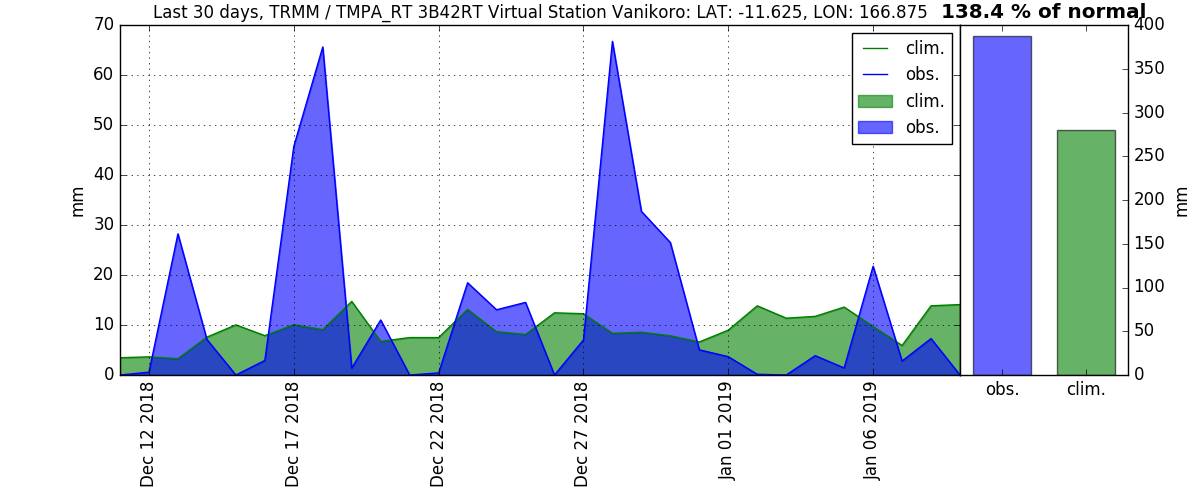 Last 30 days, TRMM / TMPA_RT 3B42RT Virtual Station Vanikoro: LAT: -11.625, LON: 166.875 138.4 % of normal
70
60
50
40
30
20
10
0
mm
clim.
obs.
clim.
obs.
Dec 12 2018
Dec 17 2018
Dec 22 2018
Dec 27 2018
Jan 01 2019
Jan 06 2019
400
350
300
250
200
150
100
50
0
mm
obs. clim.